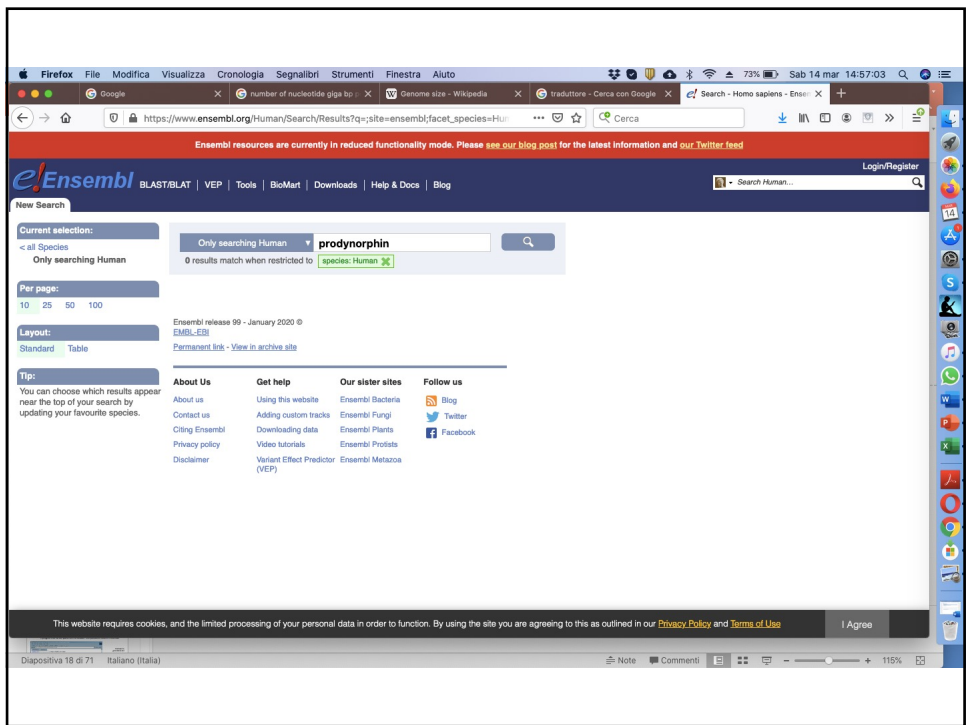 Firefox File Modifica Visualizza Cronologia Segnalibri Strumenti Finestra Aiuto 73% Sab 14 mar 14:57:03
Google number of nucleotide giga bp Genome size - Wikipedia traduttore - Cerca con Google Search - Homo sapiens - Ensem
https://www.ensembl.org/Human/Search/Results?q=;site=ensembl;facet_species=Hum Cerca
Ensembl resources are currently in reduced functionality mode. Please see our blog post for the latest information and our Twitter feed
Login/Register
e!Ensembl BLAST/BLAT | VEP | Tools | BioMart | Downloads | Help & Docs | Blog Search Human...
New Search
Current selection:
< all Species
Only searching Human
Only searching Human prodynorphin
0 results match when restricted to species: Human
Per page:
10 25 50 100
Layout:
Standard Table
Tip:
You can choose which results appear
near the top of your search by
updating your favourite species.
Ensembl release 99 - January 2020 ©
EMBL-EBI
Permanent link - View in archive site
About Us Get help Our sister sites Follow us
About us Using this website Ensembl Bacteria Blog
Contact us Adding custom tracks Ensembl Fungi Twitter
Citing Ensembl Downloading data Ensembl Plants Facebook
Privacy policy Video tutorials Ensembl Protists
Disclaimer Variant Effect Predictor Ensembl Metazoa
(VEP)
This website requires cookies, and the limited processing of your personal data in order to function. By using the site you are agreeing to this as outlined in our Privacy Policy and Terms of Use I Agree
Diapositiva 18 di 71 Italiano (Italia) Note Commenti 115%